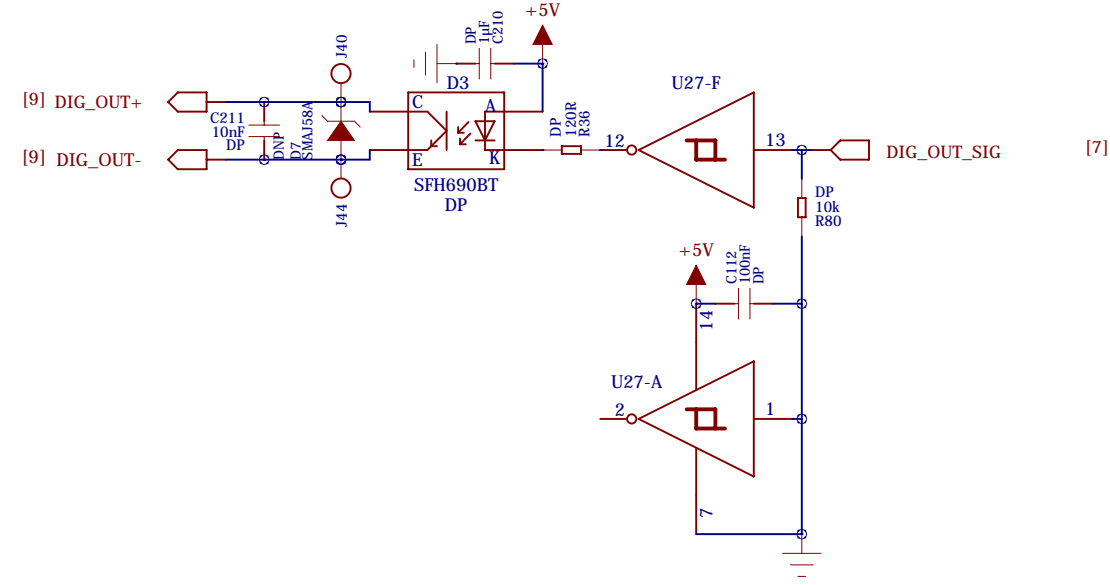 +5V
DP
1µF
C210
J40
D3
U27-F
[9] DIG_OUT+
C
A
C211
10nF
DP
DNP
D7
SMAJ58A
DP
120R
R36
12
13
DIG_OUT_SIG
[7]
[9] DIG_OUT-
E
K
SFH690BT
DP
J44
DP
10k
R80
+5V
C112
100nF
DP
14
U27-A
2
1
7